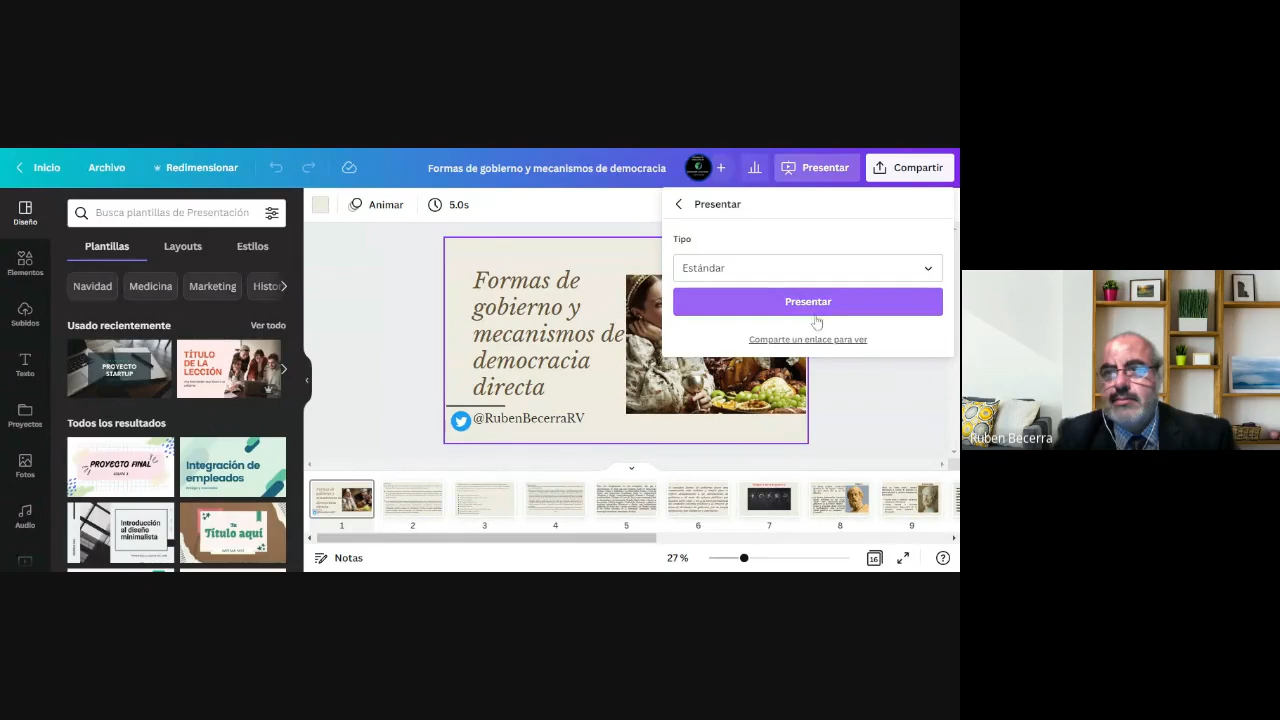 Inicio
Archivo
Redimensionar
Formas de gobierno y mecanismos de democracia
Presentar
Compartir
Diseño
Elementos
Subidos
Texto
Proyectos
Fotos
Audio
Busca plantillas de Presentación
Plantillas
Layouts
Estilos
Navidad
Medicina
Marketing
Histo
Usado recientemente
Ver todo
PROYECTO
STARTUP
TÍTULO
DE LA
LECCIÓN
Todos los resultados
PROYECTO FINAL
Integración de
empleados
Introducción
al diseño
minimalista
Título aquí
Animar
5.0s
Formas de
gobierno y
mecanismos de
democracia
directa
@RubenBecerraRV
Presentar
Tipo
Estándar
Presentar
Comparte un enlace para ver
1
2
3
4
5
6
7
8
9
Notas
27 %
16
Ruben Becerra